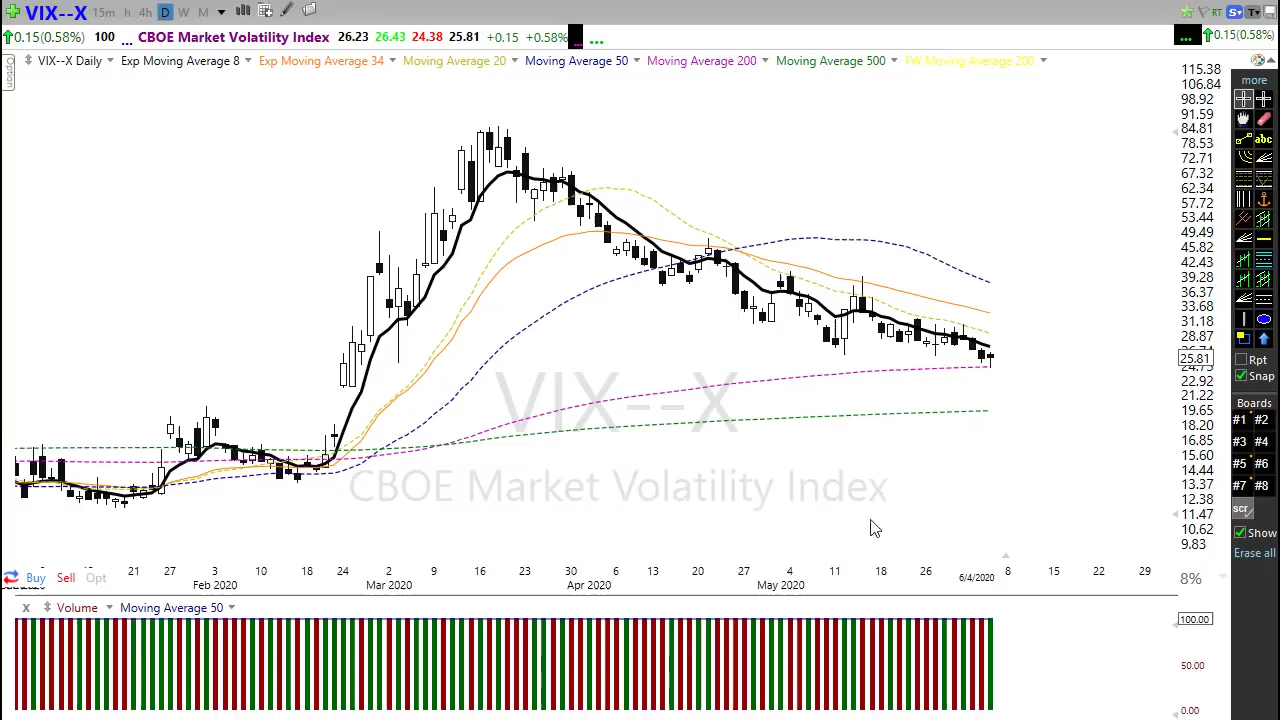 VIX--X 15m h 4h D W M RT S T
0.15(0.58%) 100 ... CBOE Market Volatility Index 26.23 26.43 24.38 25.81 +0.15 +0.58% ... ... 0.15(0.58%)
Option
VIX--X Daily Exp Moving Average 8 Exp Moving Average 34 Moving Average 20 Moving Average 50 Moving Average 200 Moving Average 500 FW Moving Average 200
115.38
106.84
98.92
91.59
84.81
78.53
72.71
67.32
62.34
57.72
53.44
49.49
45.82
42.43
39.28
36.37
33.68
31.18
28.87
25.81
24.75
22.92
21.22
19.65
18.20
16.85
15.60
14.44
13.37
12.38
11.47
10.62
9.83
VIX--X
CBOE Market Volatility Index
more
abc
Rpt
Snap
Boards
#1 #2
#3 #4
#5 #6
#7 #8
scr
Show
Erase all
21 27 3 10 18 24 2 9 16 23 30 6 13 20 27 4 11 18 26 8 15 22 29
Feb 2020 Mar 2020 Apr 2020 May 2020 6/4/2020
Buy Sell Opt
8%
x Volume Moving Average 50
100.00
50.00
0.00